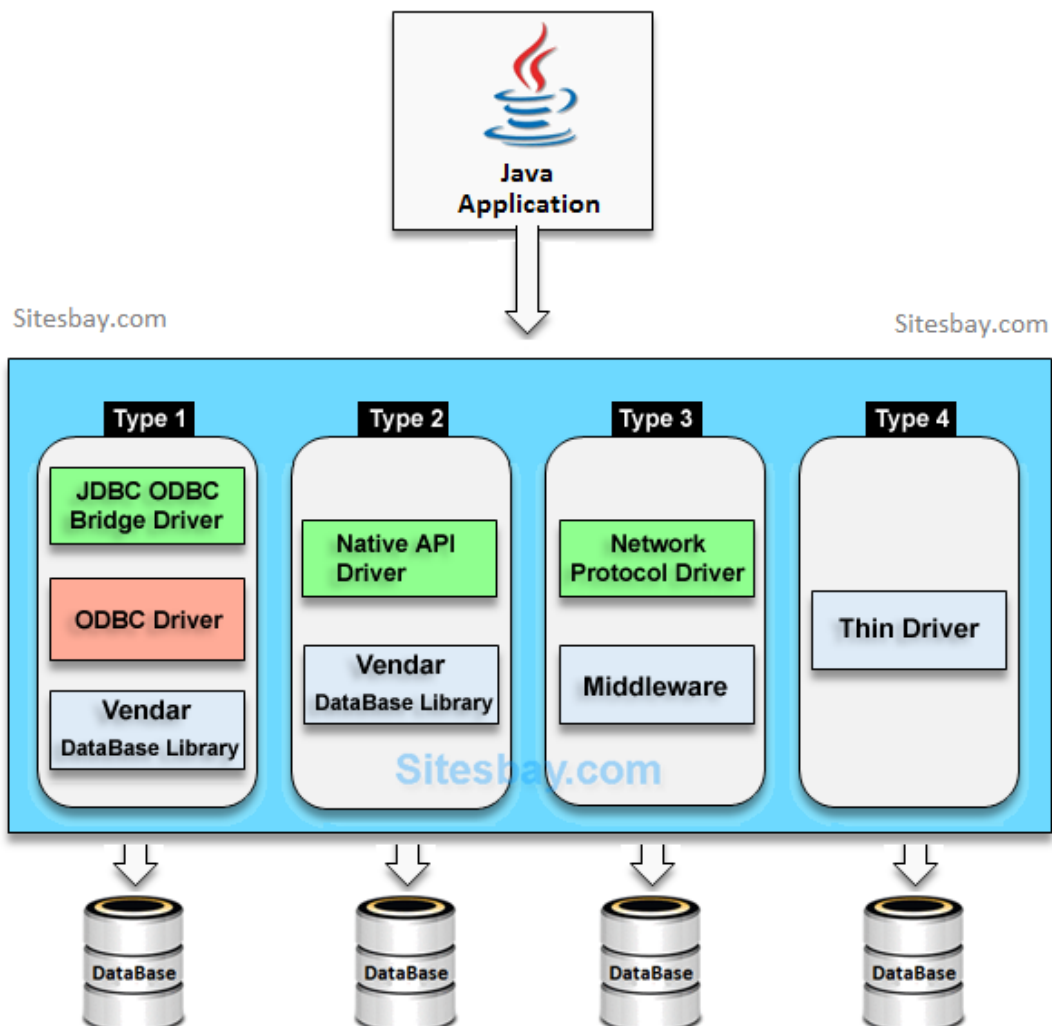 Java
Application
Sitesbay.com
Sitesbay.com
Type 1
Type 2
Type 3
Type 4
JDBC ODBC
Bridge Driver
ODBC Driver
Vendar
DataBase Library
Native API
Driver
Vendar
DataBase Library
Network
Protocol Driver
Middleware
Thin Driver
Sitesbay.com
DataBase
DataBase
DataBase
DataBase